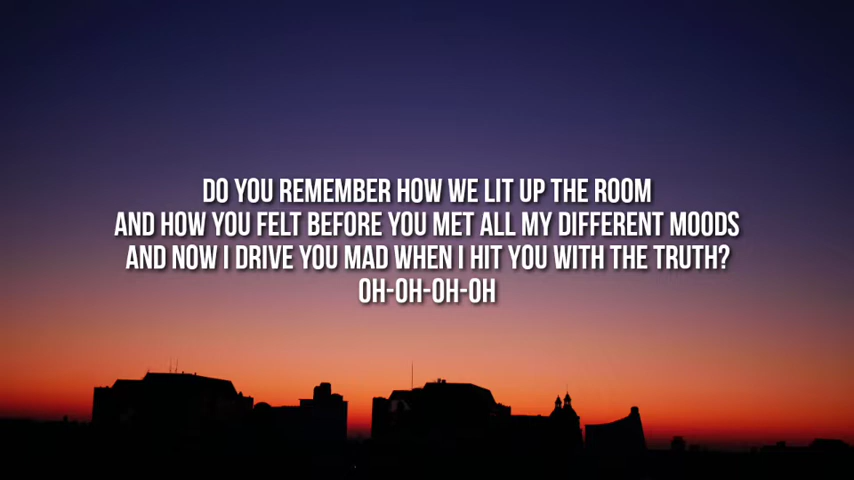 DO YOU REMEMBER HOW WE LIT UP THE ROOM
AND HOW YOU FELT BEFORE YOU MET ALL MY DIFFERENT MOODS
AND NOW I DRIVE YOU MAD WHEN I HIT YOU WITH THE TRUTH?
OH-OH-OH-OH